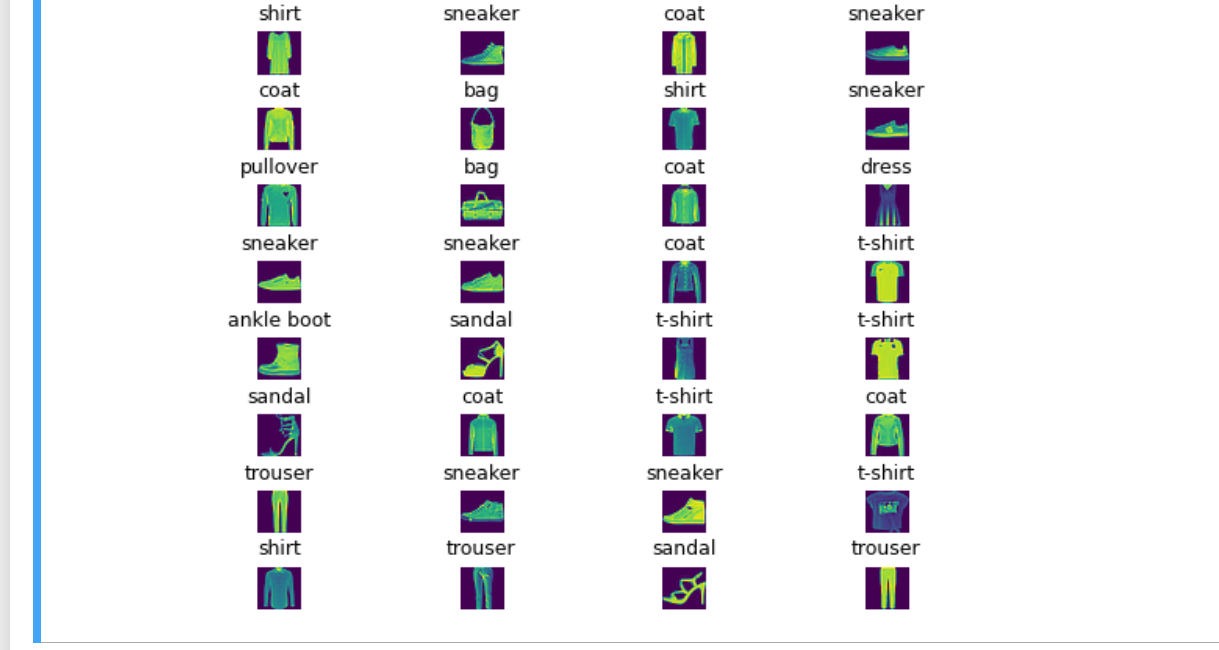 shirt sneaker coat sneaker
coat bag shirt sneaker
pullover bag coat dress
sneaker sneaker coat t-shirt
ankle boot sandal t-shirt t-shirt
sandal coat t-shirt coat
trouser sneaker sneaker t-shirt
shirt trouser sandal trouser